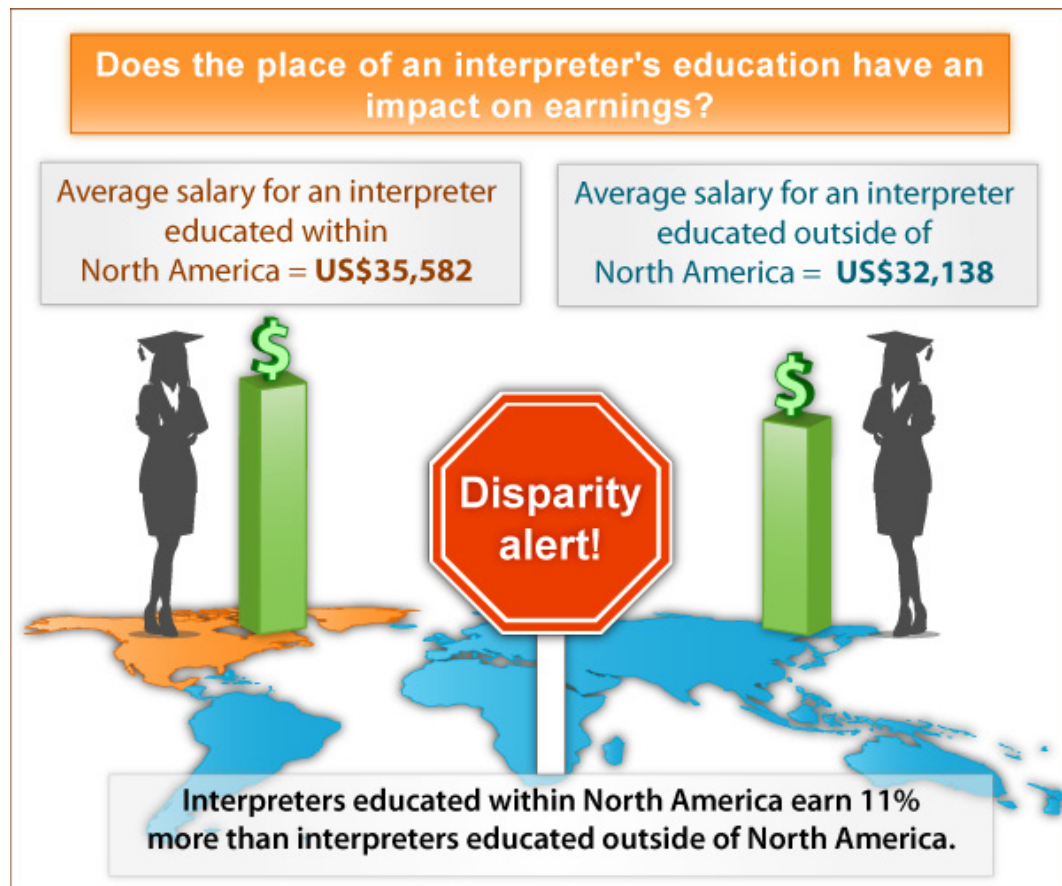 Does the place of an interpreter's education have an
impact on earnings?
Average salary for an interpreter
educated within
North America = US$35,582
Average salary for an interpreter
educated outside of
North America = US$32,138
$
$
Disparity
alert!
Interpreters educated within North America earn 11%
more than interpreters educated outside of North America.